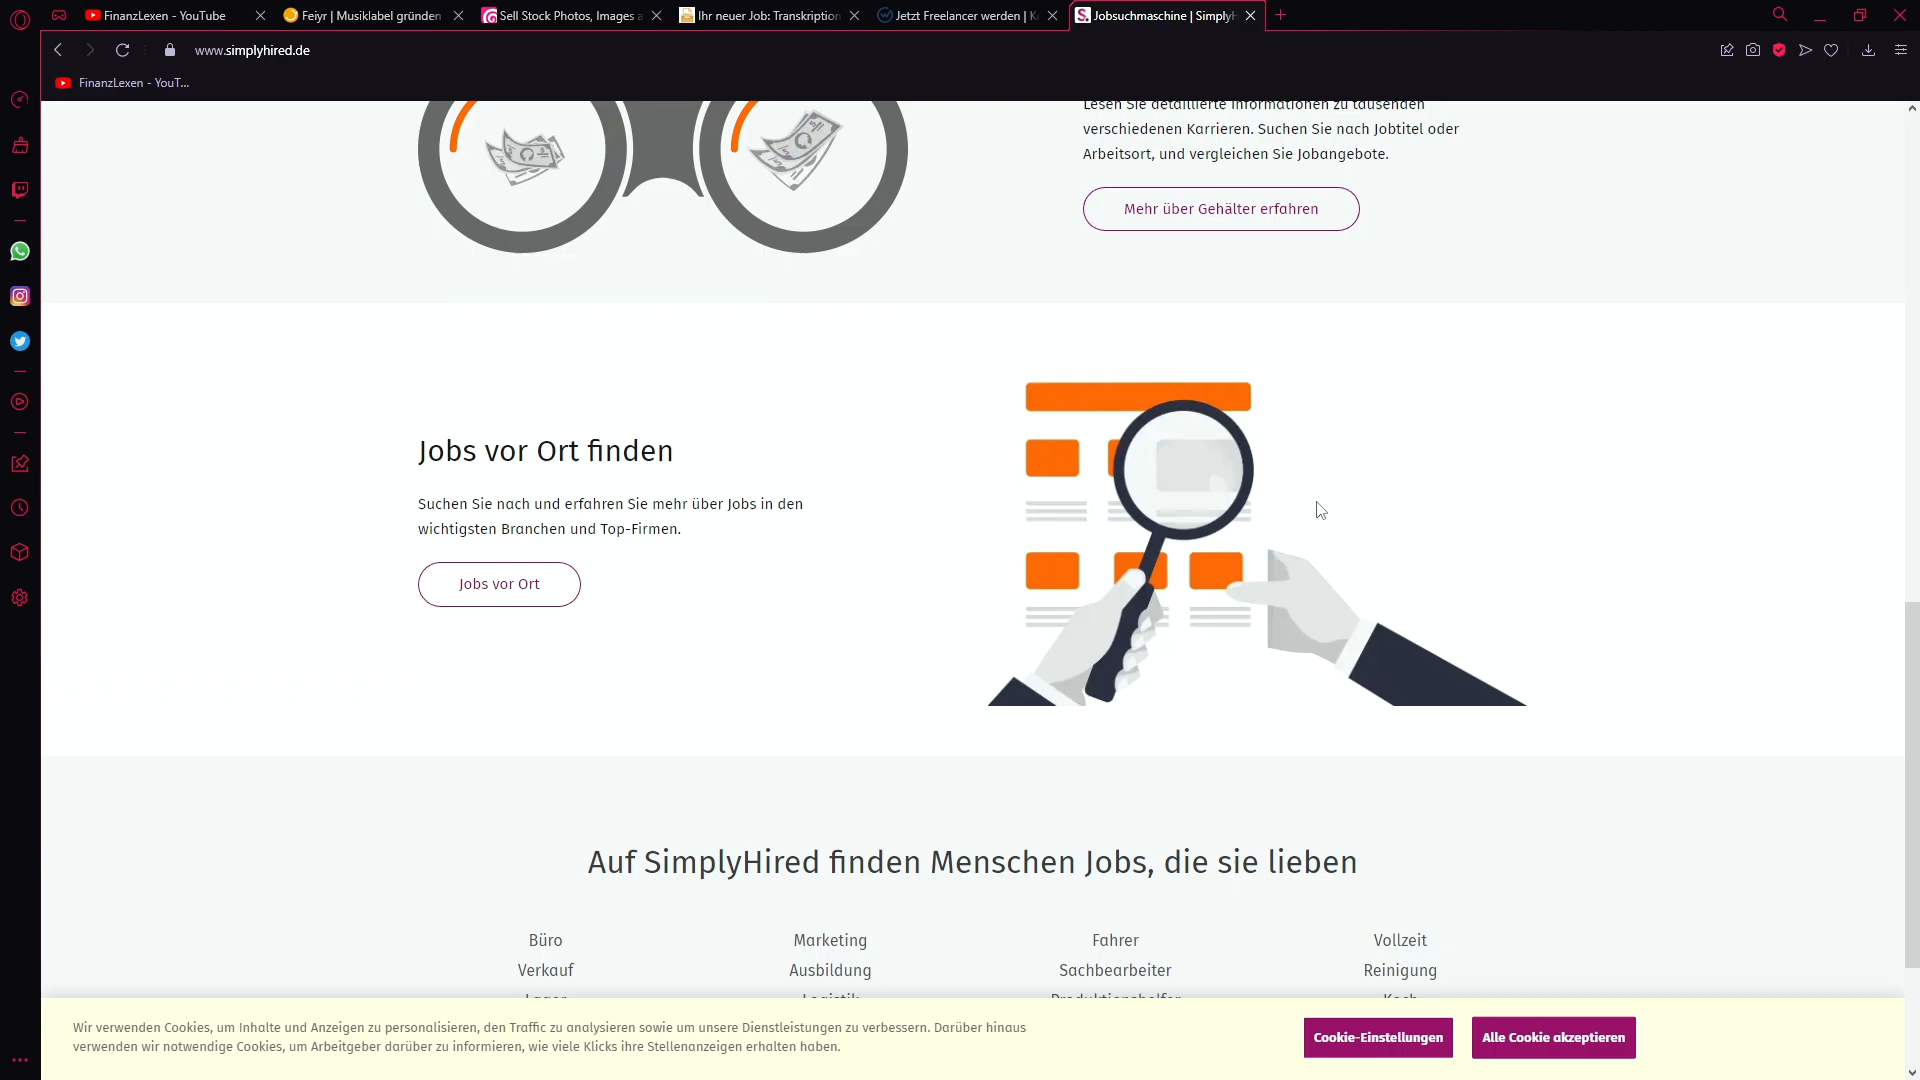 FinanzLexen - YouTube
Feiyr | Musiklabel gründen
Sell Stock Photos, Images a
Ihr neuer Job: Transkription
Jetzt Freelancer werden | K
Jobsuchmaschine | SimplyH
www.simplyhired.de
FinanzLexen - YouT...
Lesen Sie detaillierte Informationen zu tausenden
verschiedenen Karrieren. Suchen Sie nach Jobtitel oder
Arbeitsort, und vergleichen Sie Jobangebote.
Mehr über Gehälter erfahren
Jobs vor Ort finden
Suchen Sie nach und erfahren Sie mehr über Jobs in den
wichtigsten Branchen und Top-Firmen.
Jobs vor Ort
Auf SimplyHired finden Menschen Jobs, die sie lieben
Büro
Marketing
Fahrer
Vollzeit
Verkauf
Ausbildung
Sachbearbeiter
Reinigung
Lager
Logistik
Produktionshelfer
Koch
Wir verwenden Cookies, um Inhalte und Anzeigen zu personalisieren, den Traffic zu analysieren sowie um unsere Dienstleistungen zu verbessern. Darüber hinaus
verwenden wir notwendige Cookies, um Arbeitgeber darüber zu informieren, wie viele Klicks ihre Stellenanzeigen erhalten haben.
Cookie-Einstellungen
Alle Cookie akzeptieren